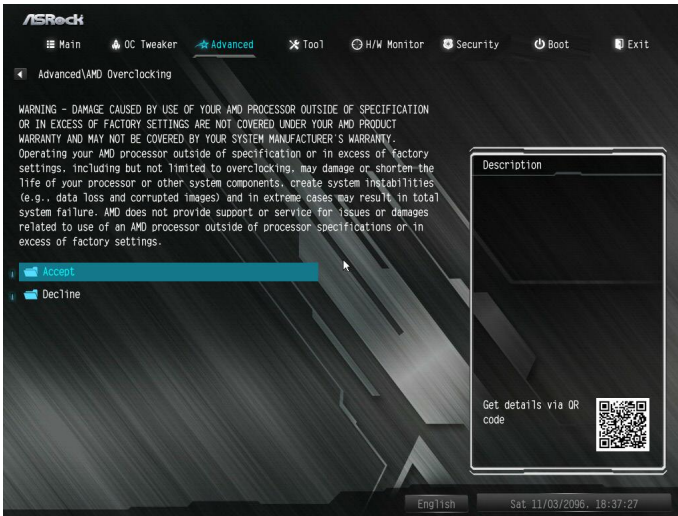 ASRock
Main OC Tweaker Advanced Tool H/W Monitor Security Boot Exit
Advanced\AMD Overclocking
WARNING - DAMAGE CAUSED BY USE OF YOUR AMD PROCESSOR OUTSIDE OF SPECIFICATION
OR IN EXCESS OF FACTORY SETTINGS ARE NOT COVERED UNDER YOUR AMD PRODUCT
WARRANTY AND MAY NOT BE COVERED BY YOUR SYSTEM MANUFACTURER'S WARRANTY.
Operating your AMD processor outside of specification or in excess of factory
settings, including but not limited to overclocking, may damage or shorten the
life of your processor or other system components, create system instabilities
(e.g., data loss and corrupted images) and in extreme cases may result in total
system failure. AMD does not provide support or service for issues or damages
related to use of an AMD processor outside of processor specifications or in
excess of factory settings.
Accept
Decline
Description
Get details via QR
code
English Sat 11/03/2096, 18:37:27